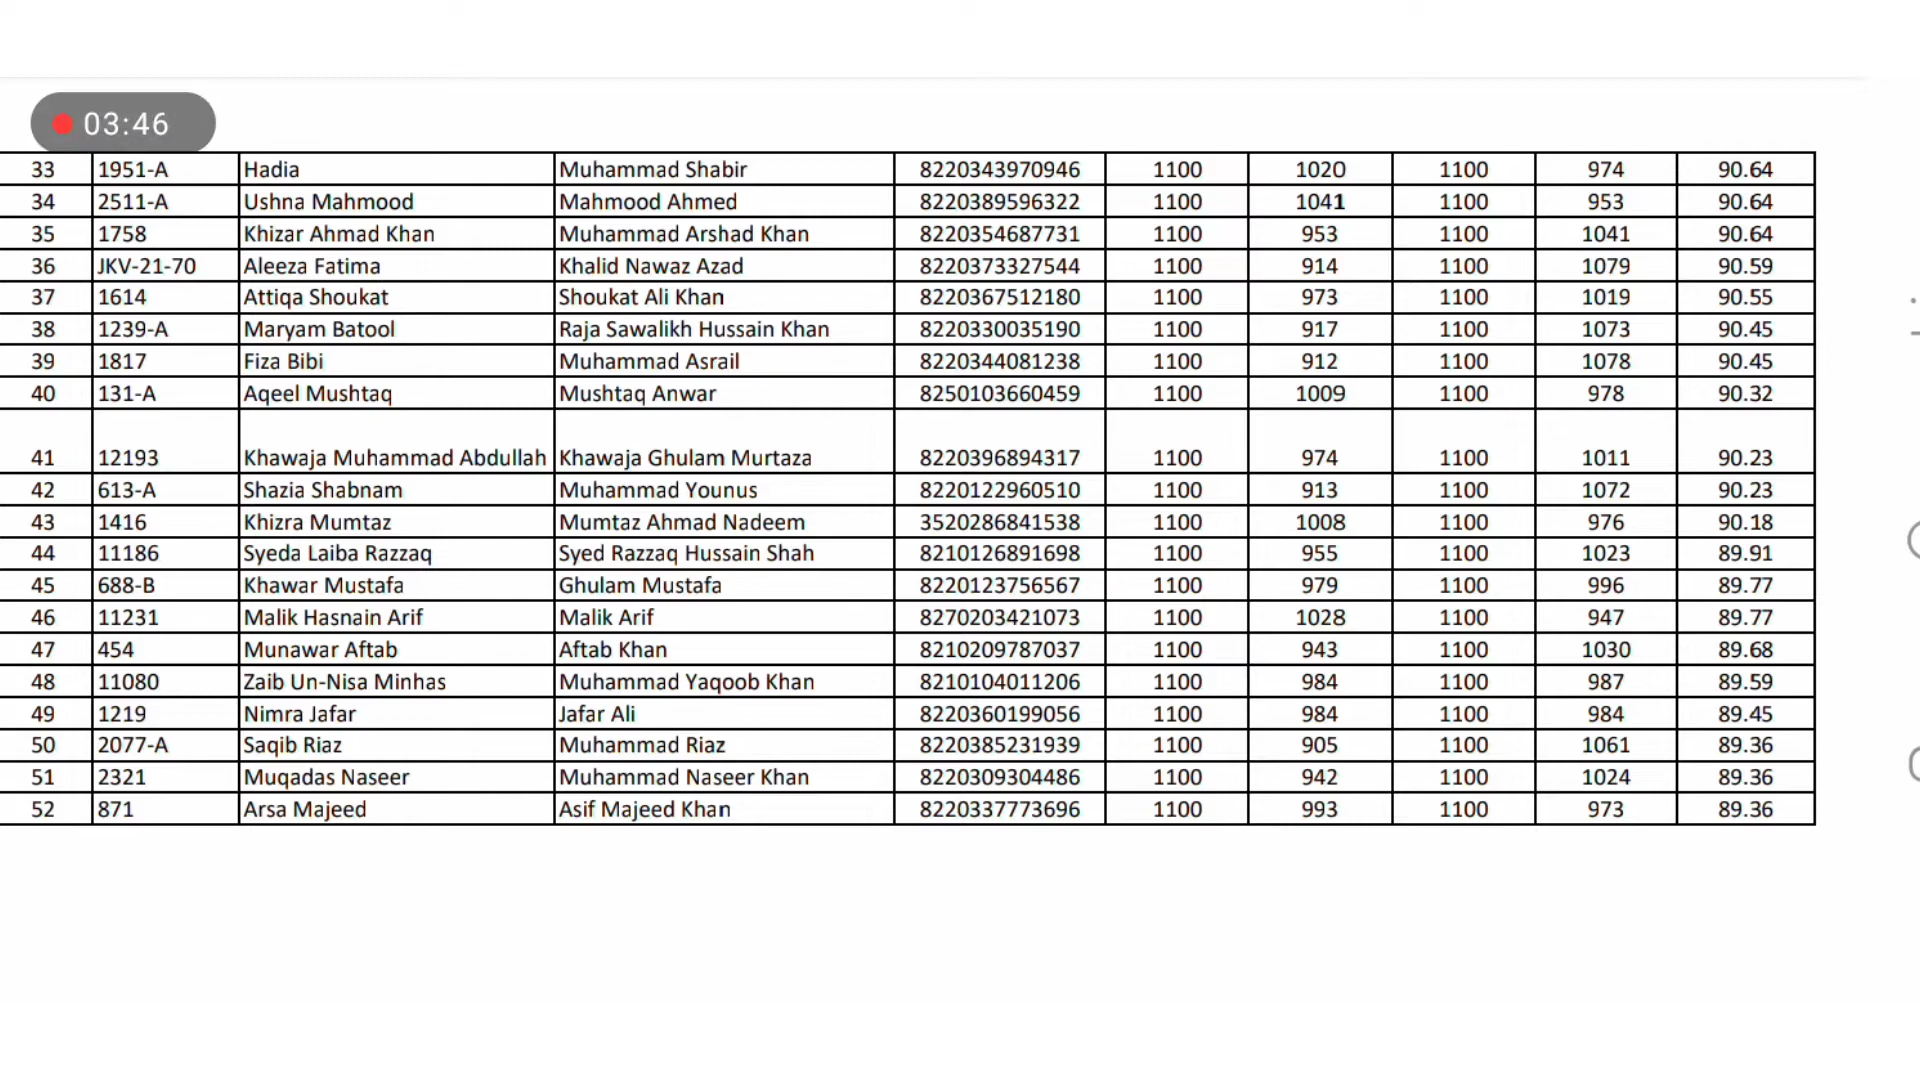 03:46
33 1951-A Hadia Muhammad Shabir 8220343970946 1100 1020 1100 974 90.64
34 2511-A Ushna Mahmood Mahmood Ahmed 8220389596322 1100 1041 1100 953 90.64
35 1758 Khizar Ahmad Khan Muhammad Arshad Khan 8220354687731 1100 953 1100 1041 90.64
36 JKV-21-70 Aleeza Fatima Khalid Nawaz Azad 8220373327544 1100 914 1100 1079 90.59
37 1614 Attiqa Shoukat Shoukat Ali Khan 8220367512180 1100 973 1100 1019 90.55
38 1239-A Maryam Batool Raja Sawalikh Hussain Khan 8220330035190 1100 917 1100 1073 90.45
39 1817 Fiza Bibi Muhammad Asrail 8220344081238 1100 912 1100 1078 90.45
40 131-A Aqeel Mushtaq Mushtaq Anwar 8250103660459 1100 1009 1100 978 90.32
41 12193 Khawaja Muhammad Abdullah Khawaja Ghulam Murtaza 8220396894317 1100 974 1100 1011 90.23
42 613-A Shazia Shabnam Muhammad Younus 8220122960510 1100 913 1100 1072 90.23
43 1416 Khizra Mumtaz Mumtaz Ahmad Nadeem 3520286841538 1100 1008 1100 976 90.18
44 11186 Syeda Laiba Razzaq Syed Razzaq Hussain Shah 8210126891698 1100 955 1100 1023 89.91
45 688-B Khawar Mustafa Ghulam Mustafa 8220123756567 1100 979 1100 996 89.77
46 11231 Malik Hasnain Arif Malik Arif 8270203421073 1100 1028 1100 947 89.77
47 454 Munawar Aftab Aftab Khan 8210209787037 1100 943 1100 1030 89.68
48 11080 Zaib Un-Nisa Minhas Muhammad Yaqoob Khan 8210104011206 1100 984 1100 987 89.59
49 1219 Nimra Jafar Jafar Ali 8220360199056 1100 984 1100 984 89.45
50 2077-A Saqib Riaz Muhammad Riaz 8220385231939 1100 905 1100 1061 89.36
51 2321 Muqadas Naseer Muhammad Naseer Khan 8220309304486 1100 942 1100 1024 89.36
52 871 Arsa Majeed Asif Majeed Khan 8220337773696 1100 993 1100 973 89.36